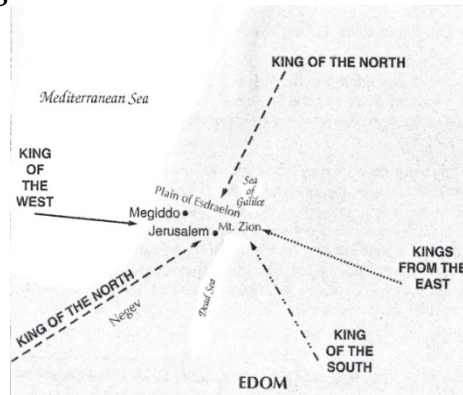 KING OF THE NORTH
Mediterranean Sea
KING
OF
THE
WEST
Plain of Esdraelon
Sea
of
Galilee
Megiddo
Jerusalem
Mt. Zion
KINGS
FROM THE
EAST
KING OF THE NORTH
Negev
Dead Sea
KING
OF THE
SOUTH
EDOM